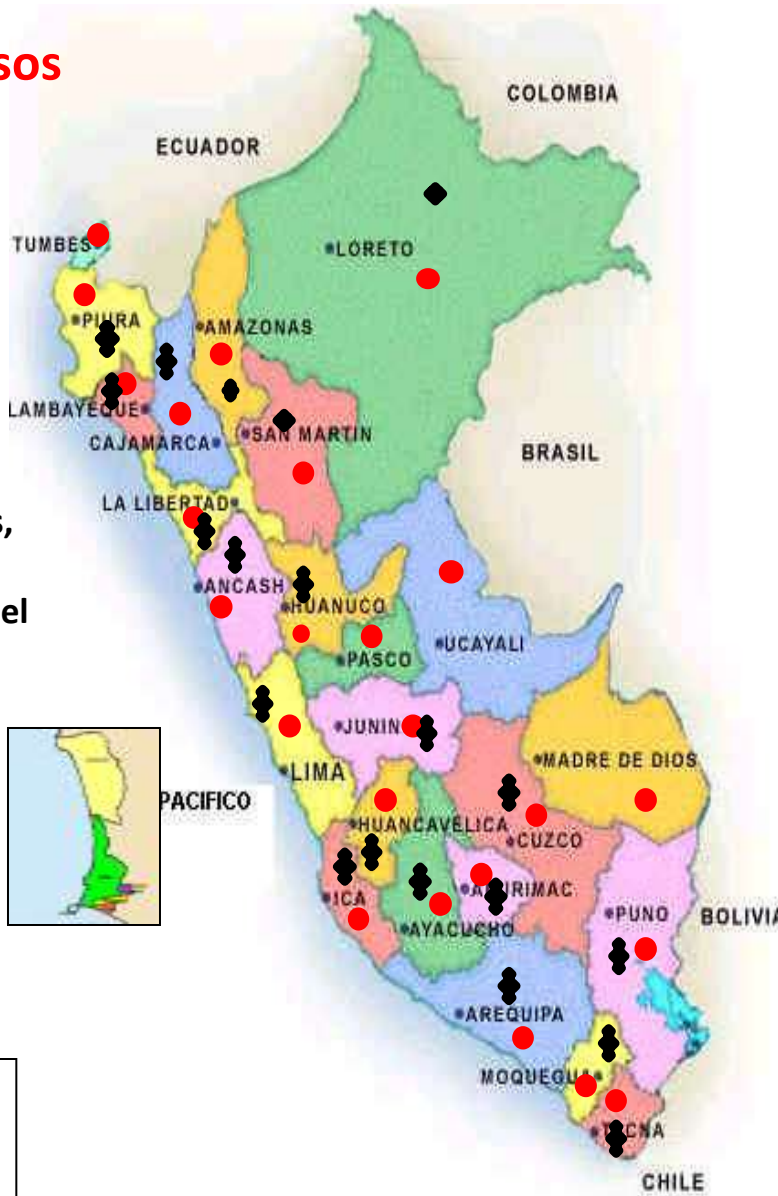 SOS
COLOMBIA
ECUADOR
TUMBES
LORETO
PIURA
AMAZONAS
LAMBAYEQUE
SAN MARTIN
CAJAMARCA
BRASIL
LA LIBERTAD
s,
ANCASH
HUANUCO
el
UCAYALI
PASCO
JUNIN
MADRE DE DIOS
LIMA
PACIFICO
HUANCAVELICA
CUZCO
ICA
PUNO
BOLIVIA
AYACUCHO
AREQUIPA
MOQUEGUA
CHILE